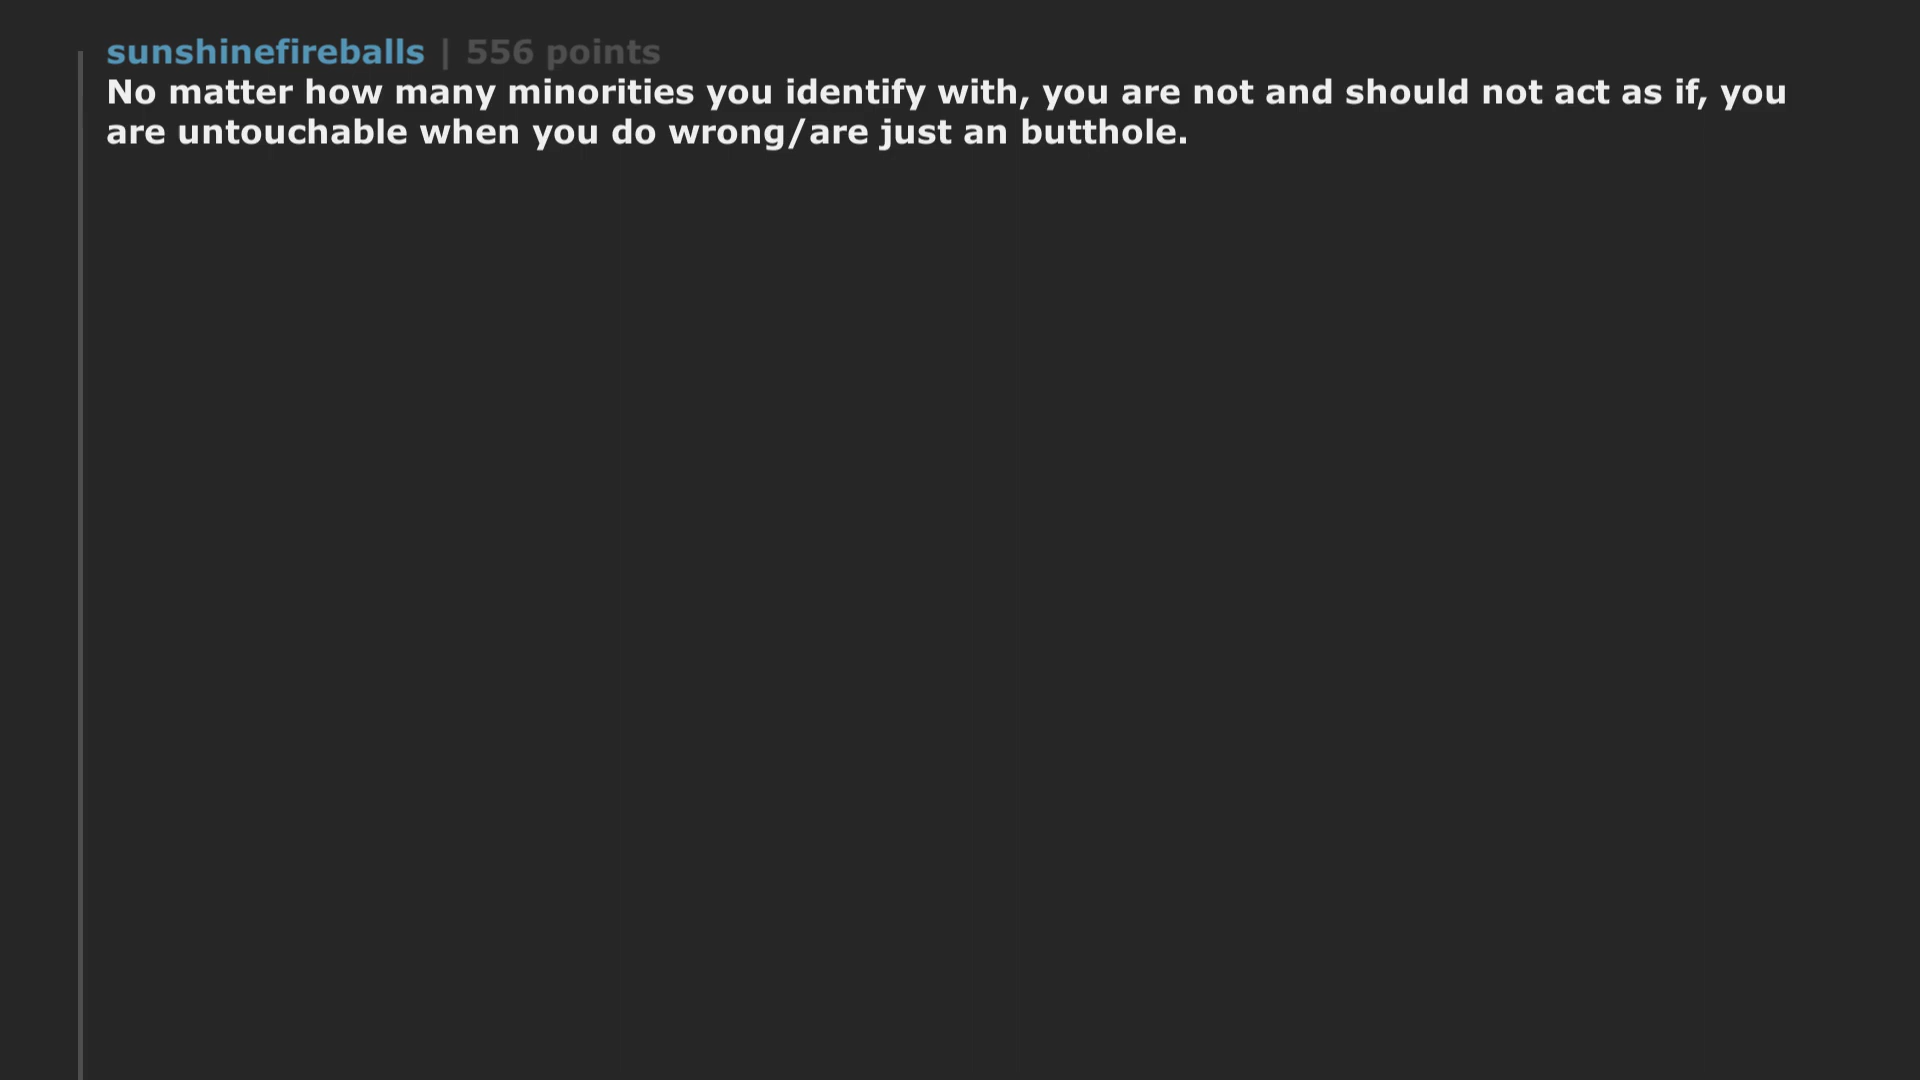 sunshinefireballs | 556 points
No matter how many minorities you identify with, you are not and should not act as if, you
are untouchable when you do wrong/are just an butthole.